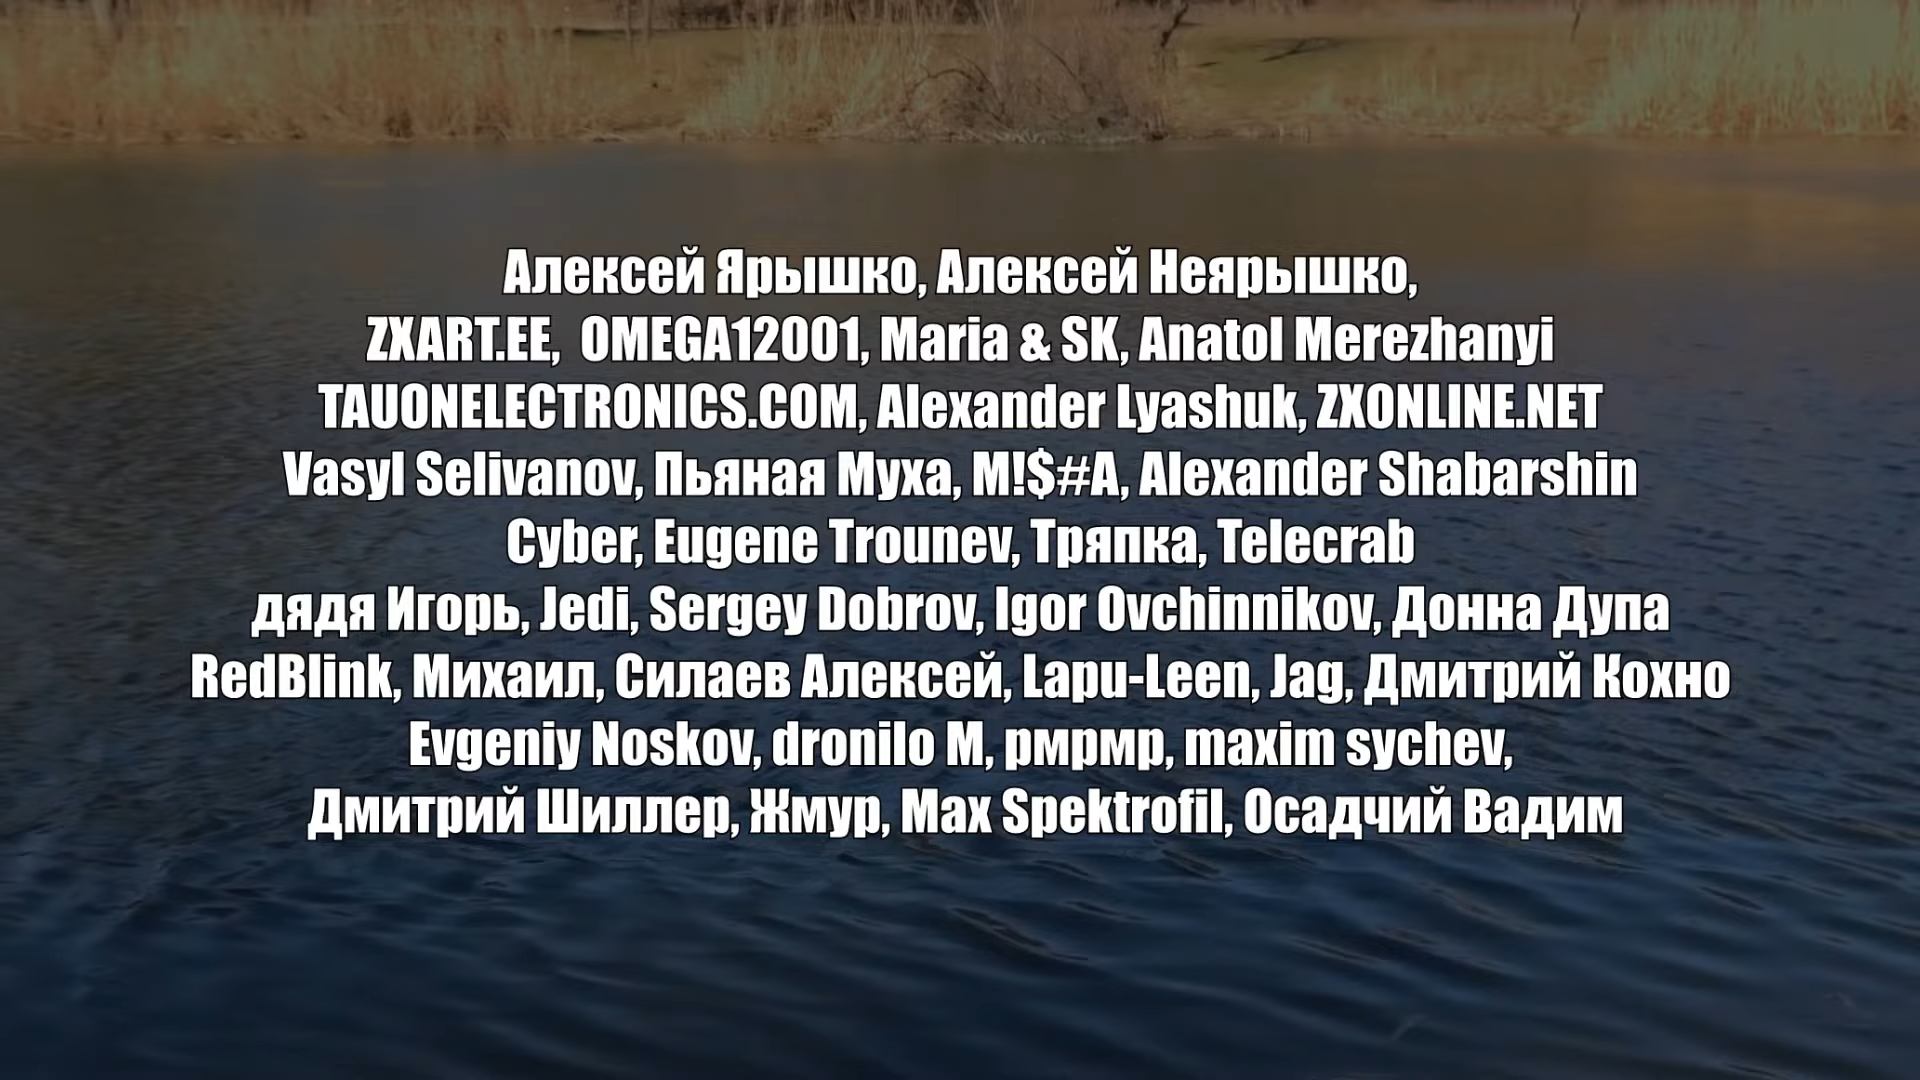 Алексей Ярышко, Алексей Неярышко,
ZXART.EE, OMEGA12001, Maria & SK, Anatol Merezhanyi
TAUONELECTRONICS.COM, Alexander Lyashuk, ZXONLINE.NET
Vasyl Selivanov, Пьяная Муха, M!$#A, Alexander Shabarshin
Cyber, Eugene Trounev, Тряпка, Telecrab
дядя Игорь, Jedi, Sergey Dobrov, Igor Ovchinnikov, Донна Дупа
RedBlink, Михаил, Силаев Алексей, Lapu-Leen, Jag, Дмитрий Кохно
Evgeniy Noskov, dronilo M, рмрмр, maxim sychev,
Дмитрий Шиллер, Жмур, Max Spektrofil, Осадчий Вадим